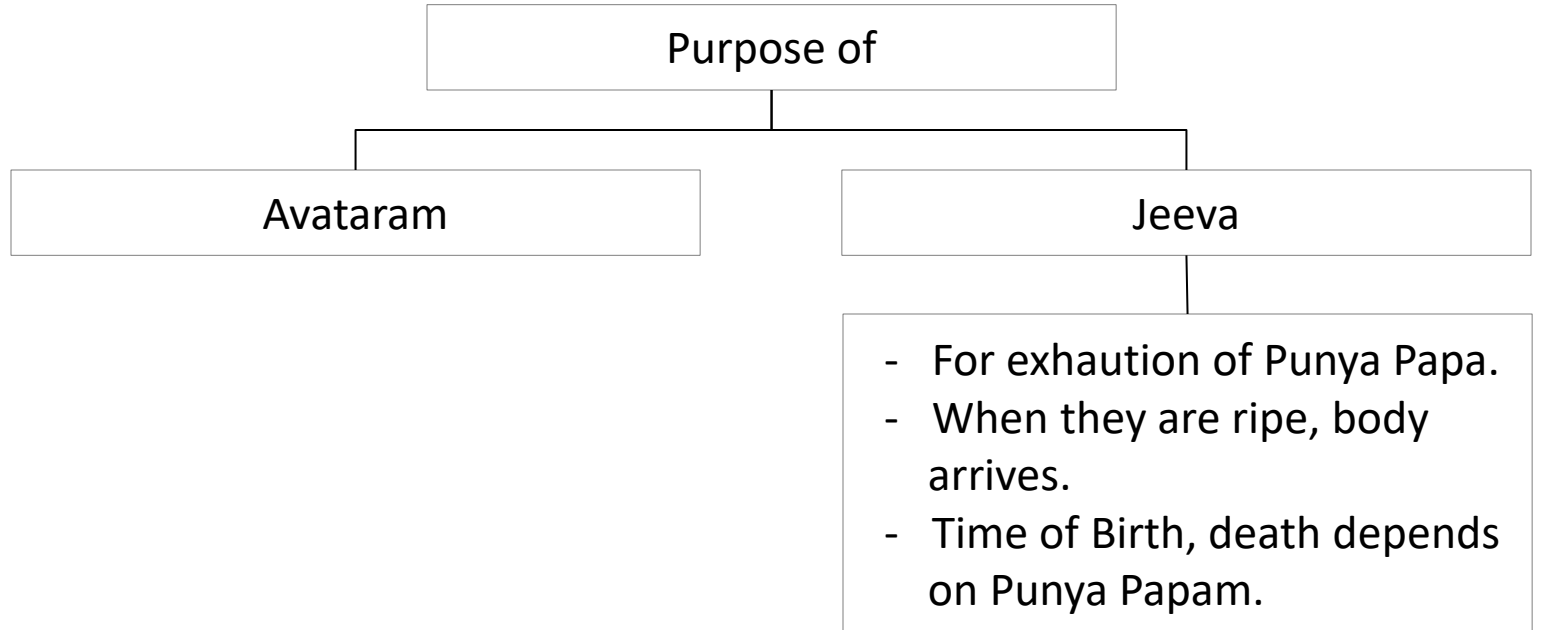 Purpose of
Avataram
Jeeva
- For exhaution of Punya Papa.
- When they are ripe, body
arrives.
- Time of Birth, death depends
on Punya Papam.